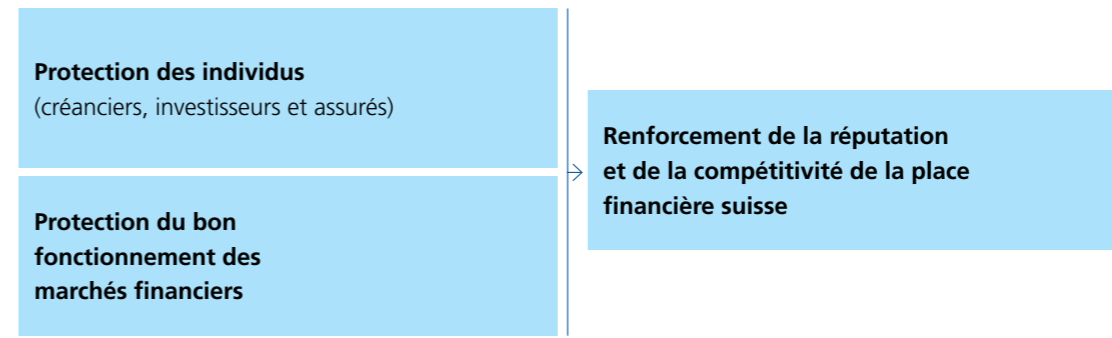 Protection des individus
(créanciers, investisseurs et assurés)
Protection du bon
fonctionnement des
marchés financiers
Renforcement de la réputation
et de la compétitivité de la place
financière suisse